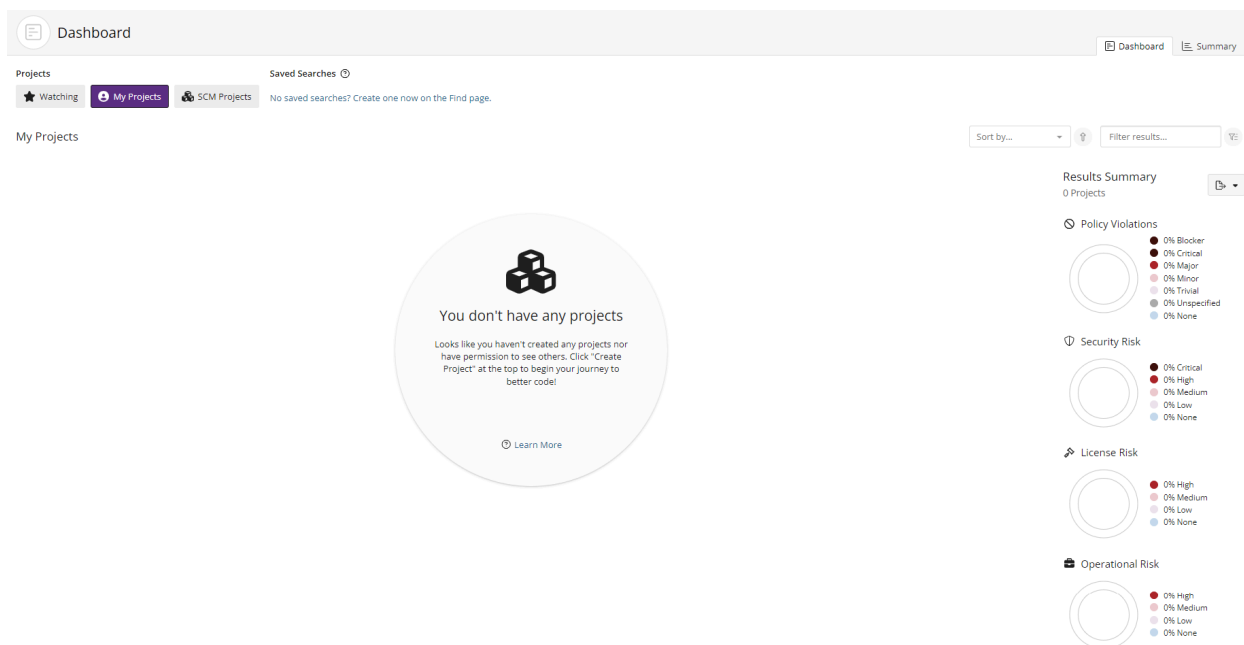 Dashboard
Dashboard
Summary
Projects
Saved Searches
Watching
My Projects
SCM Projects
No saved searches? Create one now on the Find page.
My Projects
Sort by...
Filter results...
Results Summary
0 Projects
You don't have any projects
Looks like you haven't created any projects nor
have permission to see others. Click "Create
Project" at the top to begin your journey to
better code!
Learn More
Policy Violations
0% Blocker
0% Critical
0% Major
0% Minor
0% Trivial
0% Unspecified
0% None
Security Risk
0% Critical
0% High
0% Medium
0% Low
0% None
License Risk
0% High
0% Medium
0% Low
0% None
Operational Risk
0% High
0% Medium
0% Low
0% None